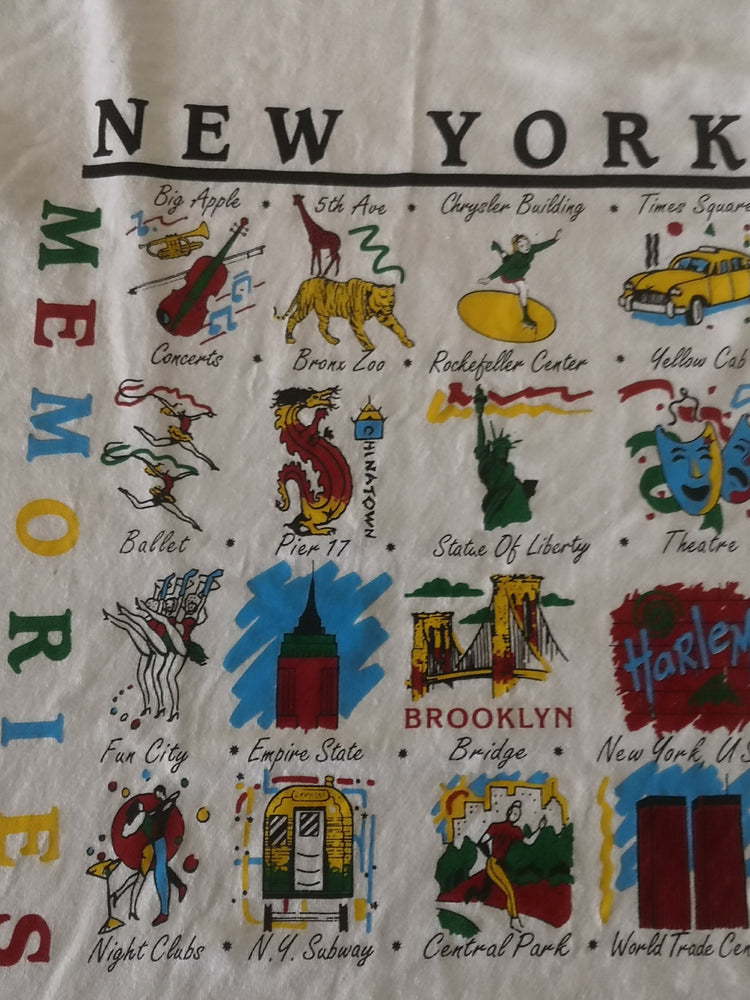 NEW YORK
MEMORIES
Big Apple * 5th Ave * Chrysler Building * Times Square
Concerts * Bronx Zoo * Rockefeller Center * Yellow Cab
CHINATOWN
Ballet * Pier 17 * Statue Of Liberty * Theatre
Harlem
BROOKLYN
Fun City * Empire State * Bridge * New York, US
Night Clubs * N.Y. Subway * Central Park * World Trade Cen